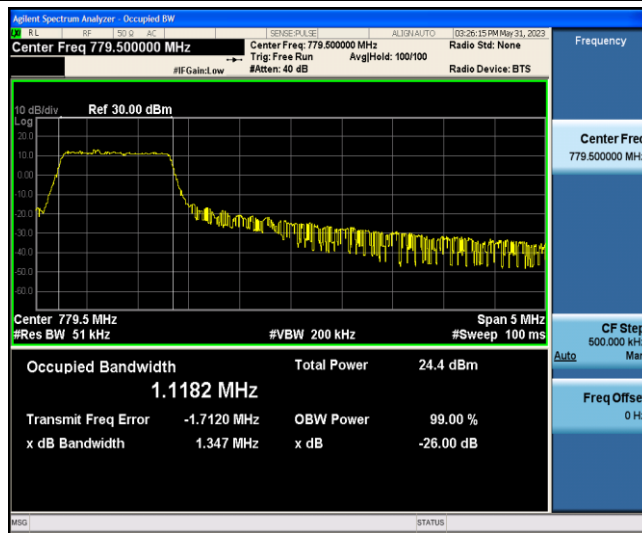 Agilent Spectrum Analyzer - Occupied BW
RL RF 50 Ω AC SENSE:PULSE ALIGNAUTO 03:26:15 PM May 31, 2023
Center Freq 779.500000 MHz
Center Freq: 779.500000 MHz
Radio Std: None
Trig: Free Run Avg|Hold: 100/100
#IFGain:Low
#Atten: 40 dB
Radio Device: BTS
Frequency
10 dB/div Ref 30.00 dBm
Log
20.0
10.0
0.00
-10.0
-20.0
-30.0
-40.0
-50.0
-60.0
Center 779.5 MHz Span 5 MHz
#Res BW 51 kHz #VBW 200 kHz #Sweep 100 ms
Occupied Bandwidth Total Power 24.4 dBm
1.1182 MHz
Transmit Freq Error -1.7120 MHz OBW Power 99.00 %
x dB Bandwidth 1.347 MHz x dB -26.00 dB
Center Freq
779.500000 MHz
CF Step
500.000 kHz
Auto Man
Freq Offse
0 Hz
MSG STATUS